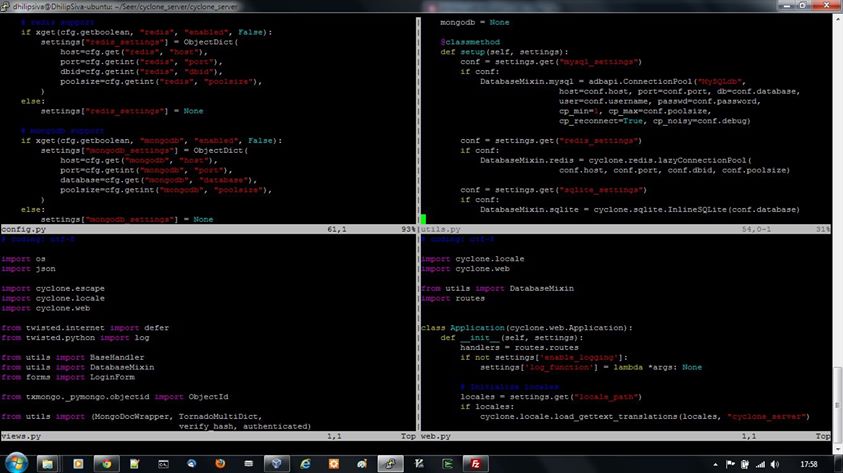 dhilipsiva@DhilipSiva-ubuntu: ~/Seer/cyclone_server/cyclone_server
# redis support
if xget(cfg.getboolean, "redis", "enabled", False):
settings["redis_settings"] = ObjectDict(
host=cfg.get("redis", "host"),
port=cfg.getint("redis", "port"),
dbid=cfg.getint("redis", "dbid"),
poolsize=cfg.getint("redis", "poolsize"),
)
else:
settings["redis_settings"] = None
# mongodb support
if xget(cfg.getboolean, "mongodb", "enabled", False):
settings["mongodb_settings"] = ObjectDict(
host=cfg.get("mongodb", "host"),
port=cfg.getint("mongodb", "port"),
database=cfg.get("mongodb", "database"),
poolsize=cfg.getint("mongodb", "poolsize"),
)
else:
settings["mongodb_settings"] = None
config.py 61,1 93%
mongodb = None
@classmethod
def setup(self, settings):
conf = settings.get("mysql_settings")
if conf:
DatabaseMixin.mysql = adbapi.ConnectionPool("MySQLdb",
host=conf.host, port=conf.port, db=conf.database,
user=conf.username, passwd=conf.password,
cp_min=1, cp_max=conf.poolsize,
cp_reconnect=True, cp_noisy=conf.debug)
conf = settings.get("redis_settings")
if conf:
DatabaseMixin.redis = cyclone.redis.lazyConnectionPool(
conf.host, conf.port, conf.dbid, conf.poolsize)
conf = settings.get("sqlite_settings")
if conf:
DatabaseMixin.sqlite = cyclone.sqlite.InlineSQLite(conf.database)
utils.py 54,0-1 31%
# coding: utf-8
import os
import json
import cyclone.escape
import cyclone.locale
import cyclone.web
from twisted.internet import defer
from twisted.python import log
from utils import BaseHandler
from utils import DatabaseMixin
from forms import LoginForm
from txmongo._pymongo.objectid import ObjectId
from utils import (MongoDocWrapper, TornadoMultiDict,
verify_hash, authenticated)
views.py 1,1 Top
# coding: utf-8
import cyclone.locale
import cyclone.web
from utils import DatabaseMixin
import routes
class Application(cyclone.web.Application):
def __init__(self, settings):
handlers = routes.routes
if not settings['enable_logging']:
settings['log_function'] = lambda *args: None
# Initialize locales
locales = settings.get("locale_path")
if locales:
cyclone.locale.load_gettext_translations(locales, "cyclone_server")
web.py 1,1 Top
17:58